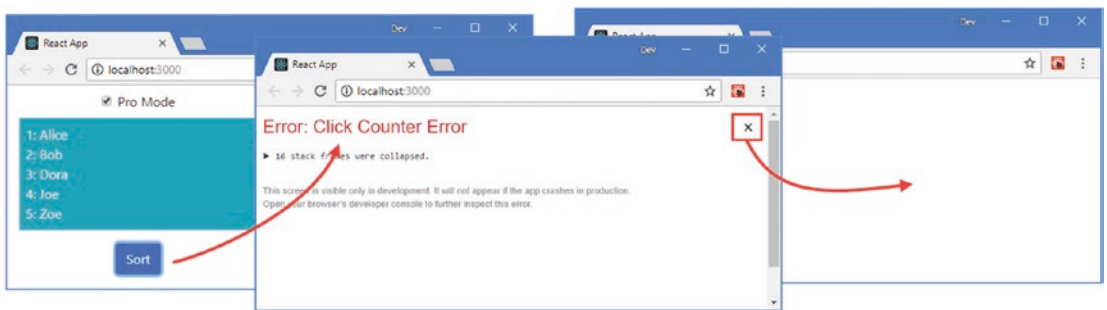 Dev
React App
localhost:3000
Pro Mode
1: Alice
2: Bob
3: Dora
4: Joe
5: Zoe
Sort
Dev
React App
localhost:3000
Error: Click Counter Error
16 stack frames were collapsed.
This screen is visible only in development. It will not appear if the app crashes in production.
Open your browser's developer console to further inspect this error.
Dev